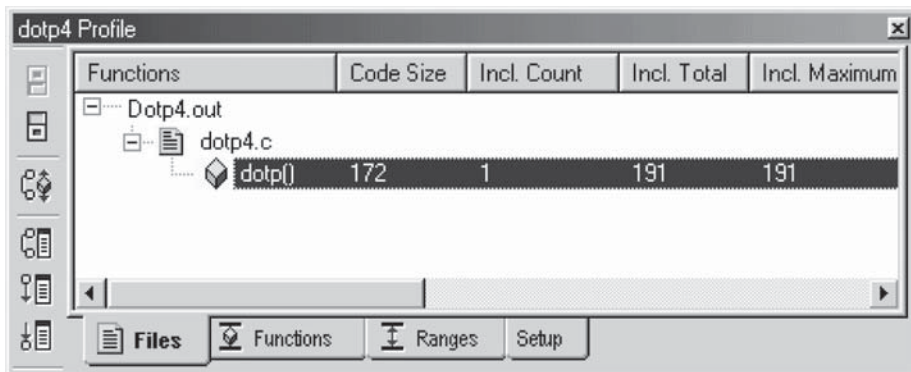 dotp4 Profile
Functions Code Size Incl. Count Incl. Total Incl. Maximum
Dotp4.out
dotp4.c
dotp() 172 1 191 191
Files Functions Ranges Setup